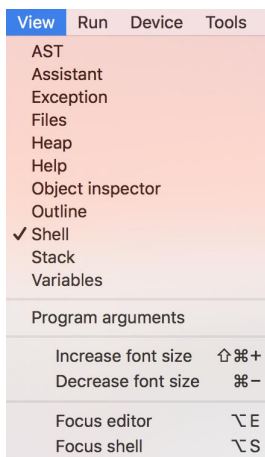 View Run Device Tools
AST
Assistant
Exception
Files
Heap
Help
Object inspector
Outline
✓ Shell
Stack
Variables
Program arguments
Increase font size ⇧⌘+
Decrease font size ⌘−
Focus editor ⌥E
Focus shell ⌥S